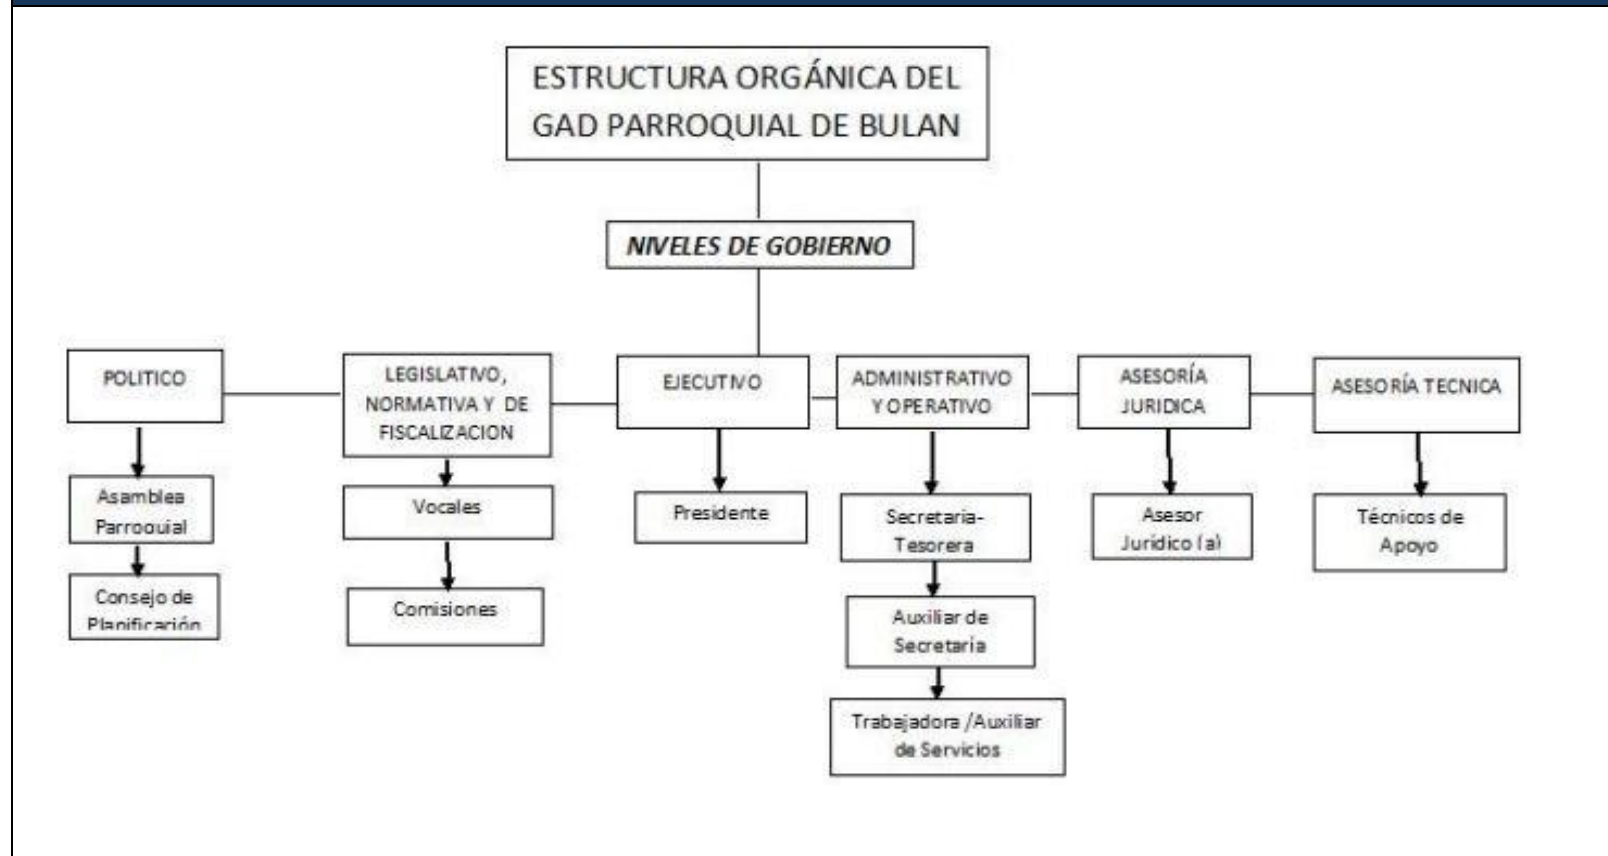 ESTRUCTURA ORGÁNICA DEL
GAD PARROQUIAL DE BULAN
NIVELES DE GOBIERNO
POLITICO
LEGISLATIVO,
NORMATIVA Y DE
FISCALIZACION
EJECUTIVO
ADMINISTRATIVO
Y OPERATIVO
ASESORÍA
JURIDICA
ASESORÍA TECNICA
Asamblea
Parroquial
Vocales
Presidente
Secretaria-
Tesorera
Asesor
Jurídico (a)
Técnicos de
Apoyo
Consejo de
Planificación
Comisiones
Auxiliar de
Secretaría
Trabajadora /Auxiliar
de Servicios